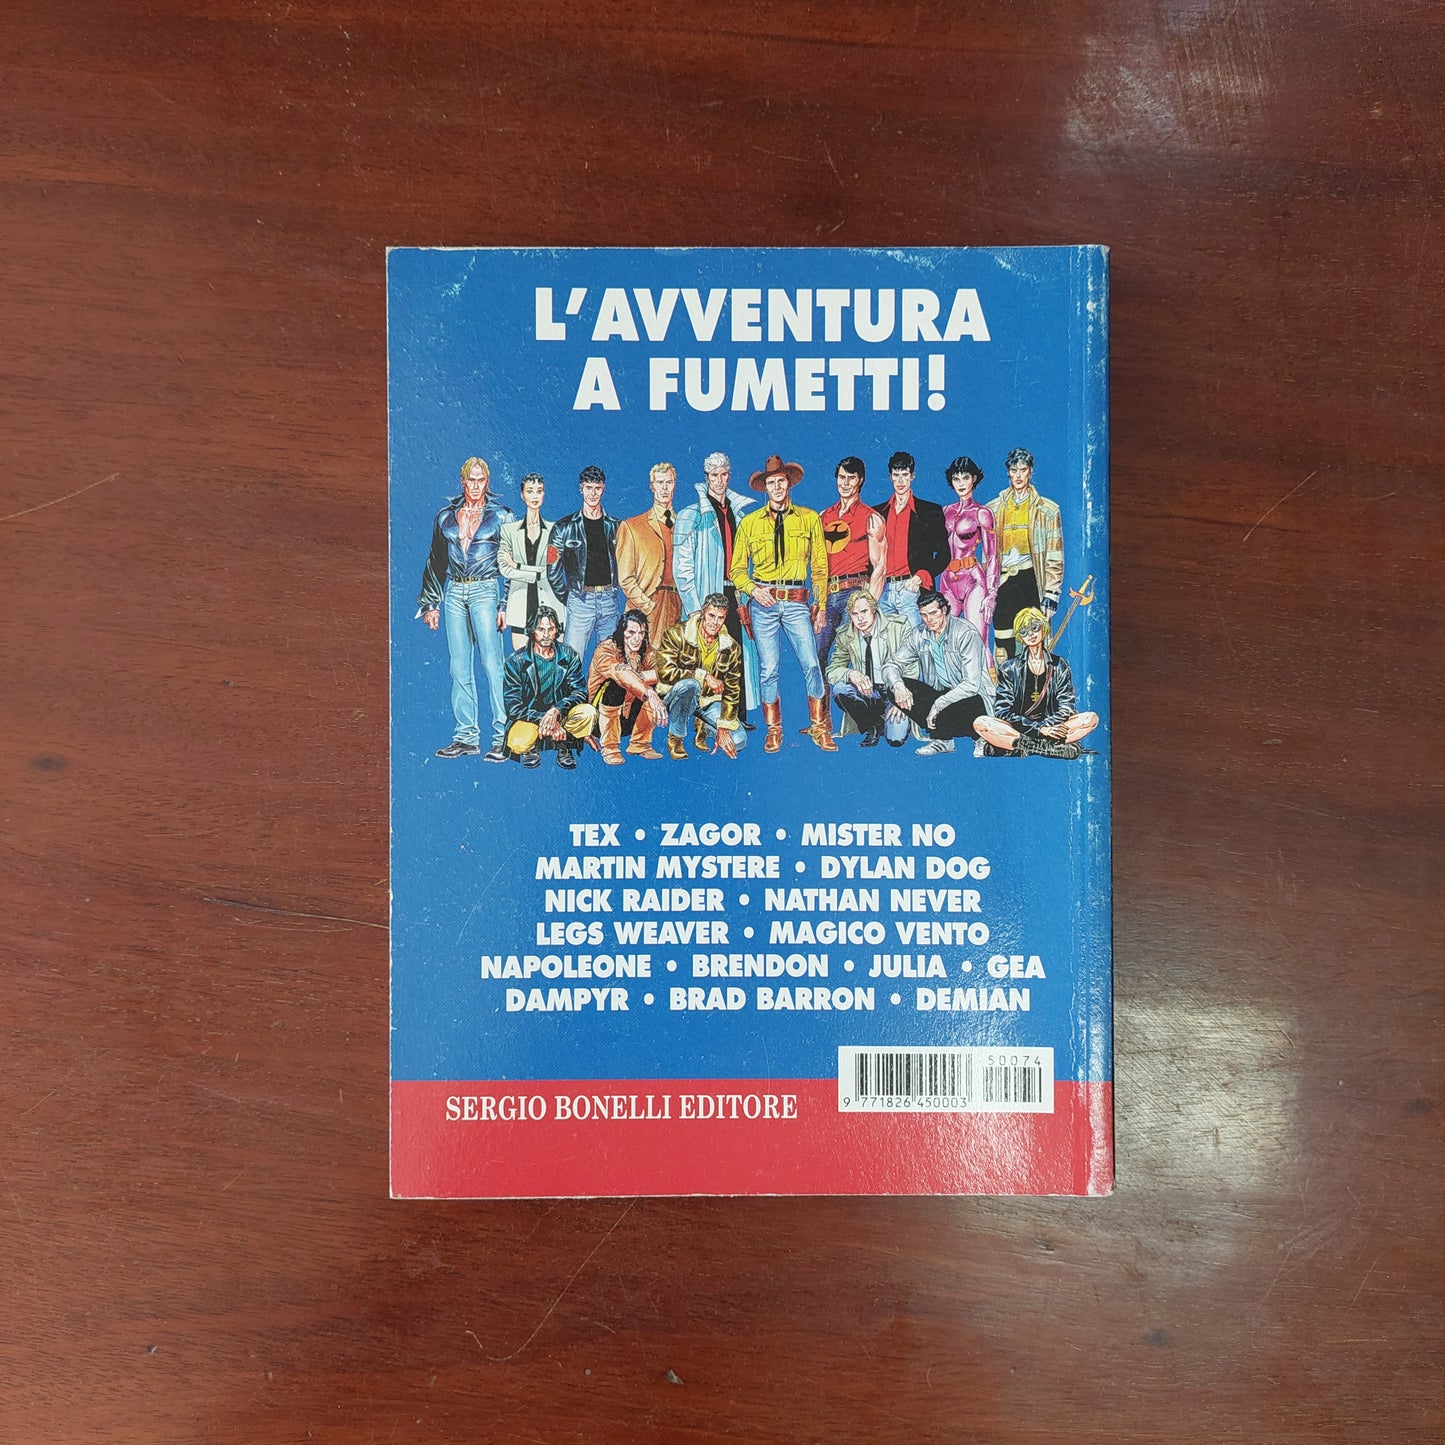 L'AVVENTURA
A FUMETTI!
TEX • ZAGOR • MISTER NO
MARTIN MYSTERE • DYLAN DOG
NICK RAIDER • NATHAN NEVER
LEGS WEAVER • MAGICO VENTO
NAPOLEONE • BRENDON • JULIA • GEA
DAMPYR • BRAD BARRON • DEMIAN
50074
9 771826 450003
SERGIO BONELLI EDITORE